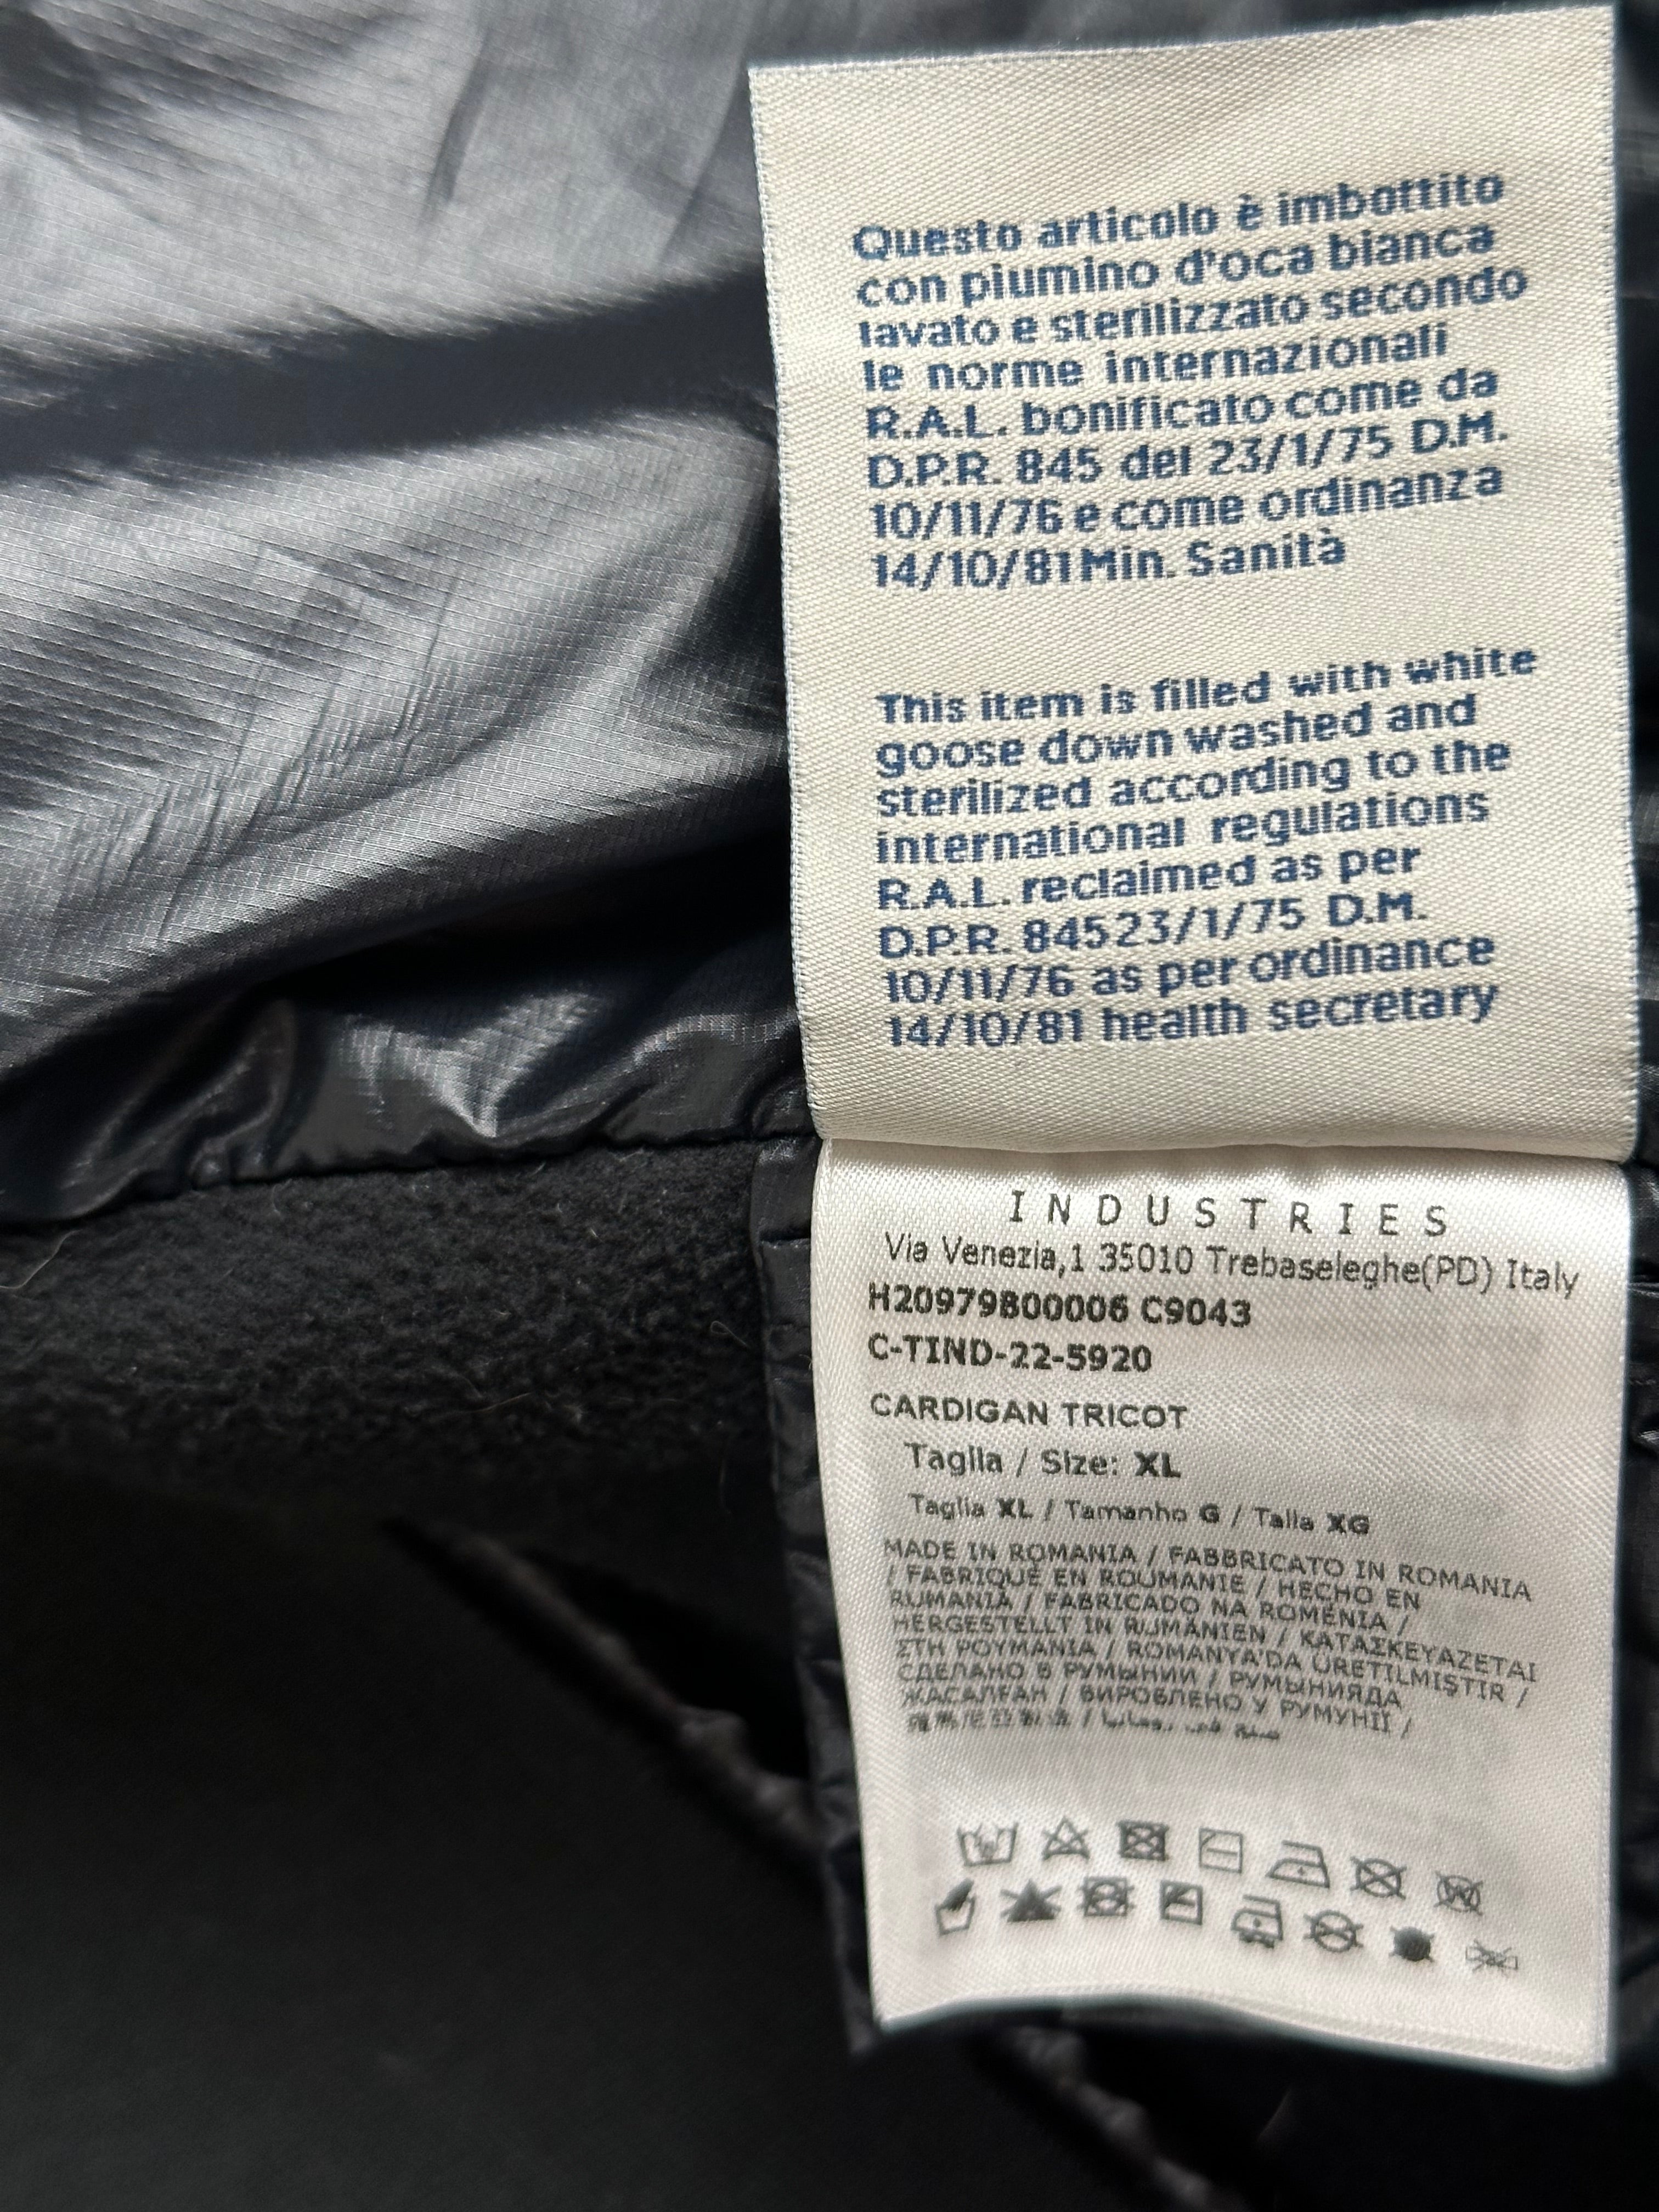 Questo articolo è imbottito
con piumino d'oca bianca
lavato e sterilizzato secondo
le norme internazionali
R.A.L. bonificato come da
D.P.R. 845 del 23/1/75 D.M.
10/11/76 e come ordinanza
14/10/81 Min. Sanità
This item is filled with white
goose down washed and
sterilized according to the
international regulations
R.A.L. reclaimed as per
D.P.R. 84523/1/75 D.M.
10/11/76 as per ordinance
14/10/81 health secretary
INDUSTRIES
Via Venezia,1 35010 Trebaseleghe(PD) Italy
H20979B00006 C9043
C-TIND-22-5920
CARDIGAN TRICOT
Taglia / Size: XL
Taglia XL / Tamanho G / Talla XG
MADE IN ROMANIA / FABBRICATO IN ROMANIA
/ FABRIQUÉ EN ROUMANIE / HECHO EN
RUMANÍA / FABRICADO NA ROMÉNIA /
HERGESTELLT IN RUMÄNIEN / ΚΑΤΑΣΚΕΥΑΖΕΤΑΙ
ΣΤΗ ΡΟΥΜΑΝΙΑ / ROMANYA'DA ÜRETİLMİŞTİR /
СДЕЛАНО В РУМЫНИИ / РУМЫНИЯДА
ЖАСАЛҒАН / ВИРОБЛЕНО У РУМУНІЇ /
/ صنع في رومانيا